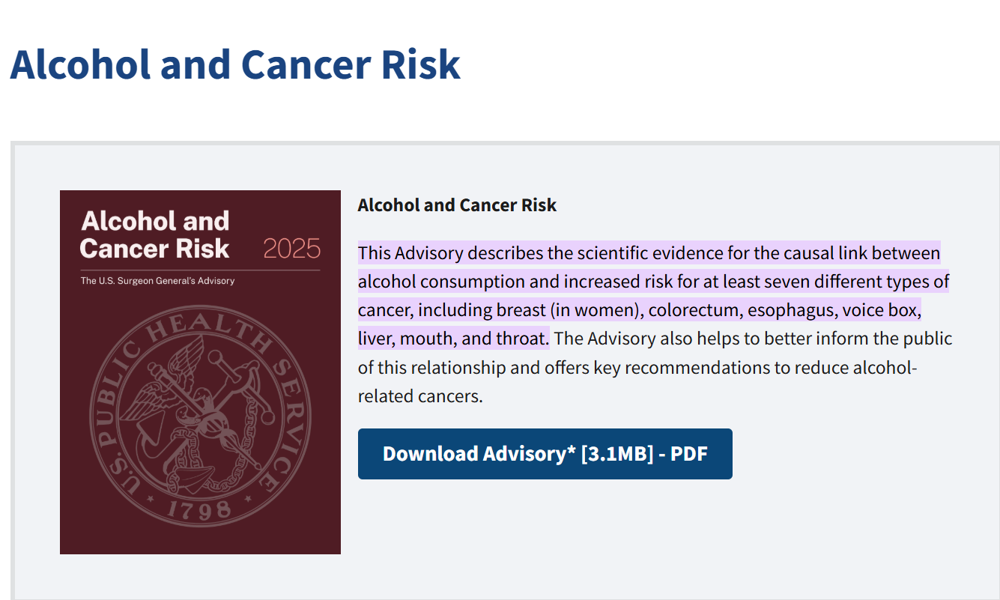 Alcohol and Cancer Risk
Alcohol and
Cancer Risk 2025
The U.S. Surgeon General's Advisory
U.S. PUBLIC HEALTH SERVICE
1798
Alcohol and Cancer Risk
This Advisory describes the scientific evidence for the causal link between
alcohol consumption and increased risk for at least seven different types of
cancer, including breast (in women), colorectum, esophagus, voice box,
liver, mouth, and throat. The Advisory also helps to better inform the public
of this relationship and offers key recommendations to reduce alcohol-
related cancers.
Download Advisory* [3.1MB] - PDF